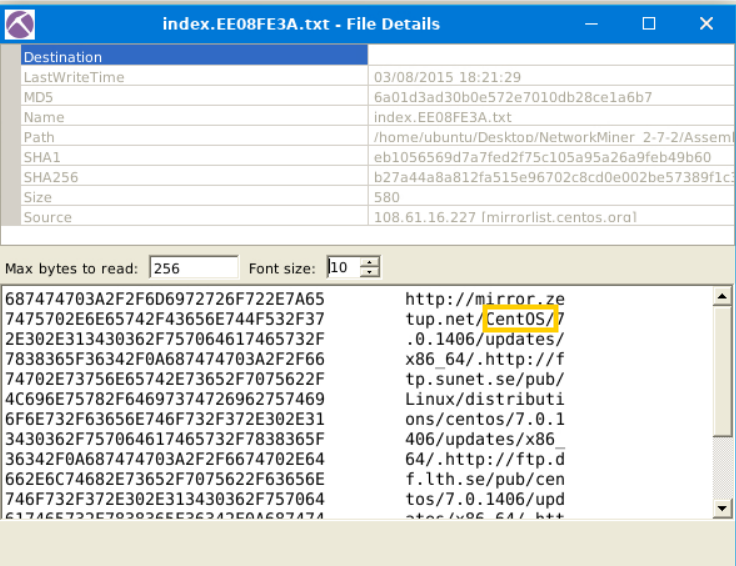 index.EE08FE3A.txt - File Details
Destination
LastWriteTime 03/08/2015 18:21:29
MD5 6a01d3ad30b0e572e7010db28ce1a6b7
Name index.EE08FE3A.txt
Path /home/ubuntu/Desktop/NetworkMiner_2-7-2/Assembl
SHA1 eb1056569d7a7fed2f75c105a95a26a9feb49b60
SHA256 b27a44a8a812fa515e96702c8cd0e002be57389f1c3
Size 580
Source 108.61.16.227 [mirrorlist.centos.org]
Max bytes to read: 256 Font size: 10
687474703A2F2F6D6972726F722E7A65 http://mirror.ze
7475702E6E65742F43656E744F532F37 tup.net/CentOS/7
2E302E313430362F757064617465732F .0.1406/updates/
7838365F36342F0A687474703A2F2F66 x86_64/.http://f
74702E73756E65742E73652F7075622F tp.sunet.se/pub/
4C696E75782F64697374726962757469 Linux/distributi
6F6E732F63656E746F732F372E302E31 ons/centos/7.0.1
3430362F757064617465732F7838365F 406/updates/x86_
36342F0A687474703A2F2F6674702E64 64/.http://ftp.d
662E6C74682E73652F7075622F63656E f.lth.se/pub/cen
746F732F372E302E313430362F757064 tos/7.0.1406/upd
617465732F7838365F36342F0A687474 ates/x86_64/.htt